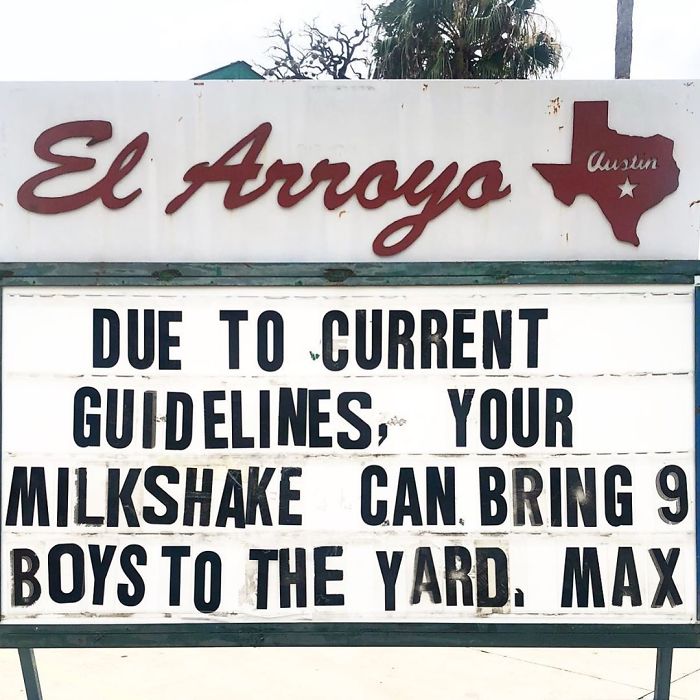 El Arroyo
Austin
DUE TO CURRENT
GUIDELINES, YOUR
MILKSHAKE CAN BRING 9
BOYS TO THE YARD. MAX